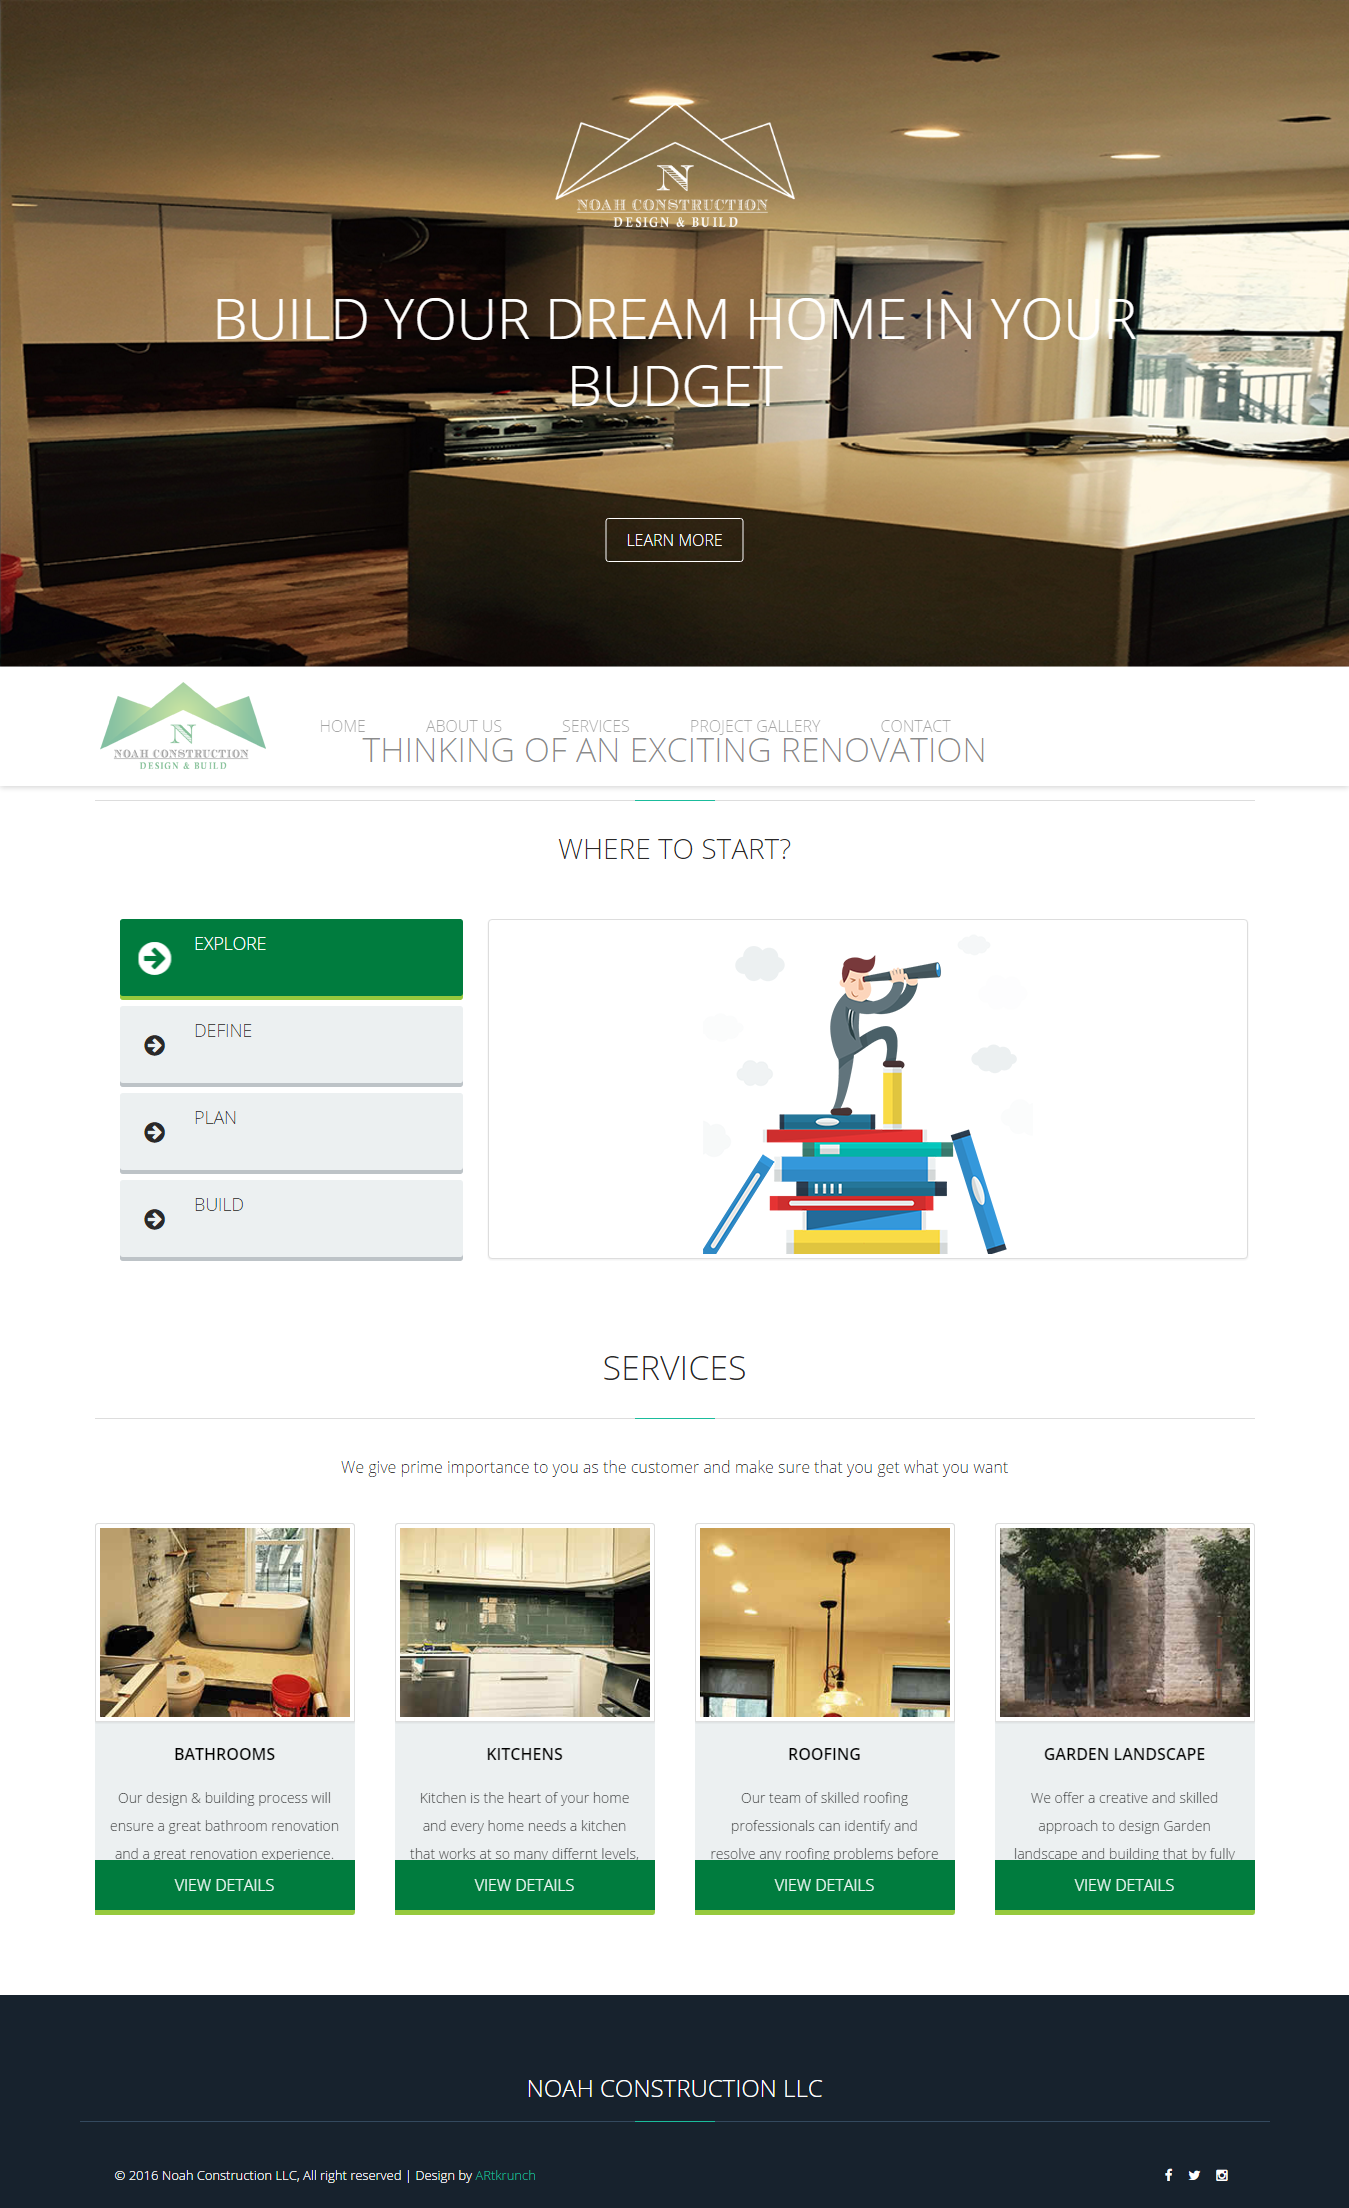 N
NOAH CONSTRUCTION
DESIGN & BUILD
BUILD YOUR DREAM HOME IN YOUR
BUDGET
LEARN MORE
N
NOAH CONSTRUCTION
DESIGN & BUILD
HOME ABOUT US SERVICES PROJECT GALLERY CONTACT
THINKING OF AN EXCITING RENOVATION
WHERE TO START?
EXPLORE
DEFINE
PLAN
BUILD
SERVICES
We give prime importance to you as the customer and make sure that you get what you want
BATHROOMS
Our design & building process will
ensure a great bathroom renovation
and a great renovation experience.
VIEW DETAILS
KITCHENS
Kitchen is the heart of your home
and every home needs a kitchen
that works at so many differnt levels,
VIEW DETAILS
ROOFING
Our team of skilled roofing
professionals can identify and
resolve any roofing problems before
VIEW DETAILS
GARDEN LANDSCAPE
We offer a creative and skilled
approach to design Garden
landscape and building that by fully
VIEW DETAILS
NOAH CONSTRUCTION LLC
© 2016 Noah Construction LLC, All right reserved | Design by ARtkrunch